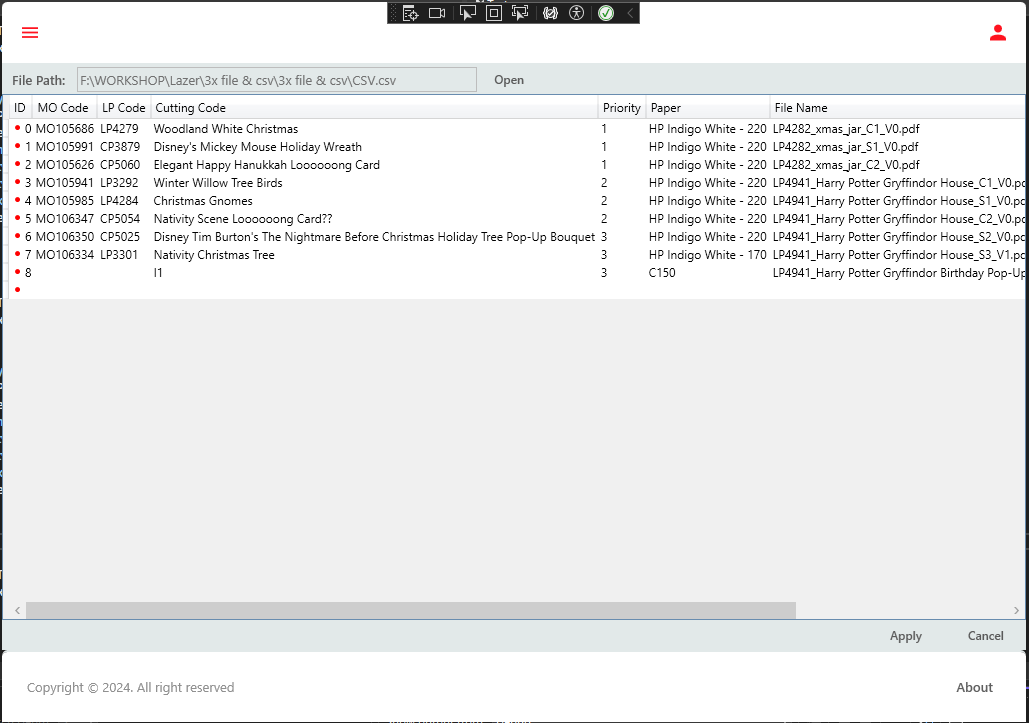 File Path: F:\WORKSHOP\Lazer\3x file & csv\3x file & csv\CSV.csv Open
ID MO Code LP Code Cutting Code Priority Paper File Name
0 MO105686 LP4279 Woodland White Christmas 1 HP Indigo White - 220 LP4282_xmas_jar_C1_V0.pdf
1 MO105991 CP3879 Disney's Mickey Mouse Holiday Wreath 1 HP Indigo White - 220 LP4282_xmas_jar_S1_V0.pdf
2 MO105626 CP5060 Elegant Happy Hanukkah Loooooong Card 1 HP Indigo White - 220 LP4282_xmas_jar_C2_V0.pdf
3 MO105941 LP3292 Winter Willow Tree Birds 2 HP Indigo White - 220 LP4941_Harry Potter Gryffindor House_C1_V0.pd
4 MO105985 LP4284 Christmas Gnomes 2 HP Indigo White - 220 LP4941_Harry Potter Gryffindor House_S1_V0.pd
5 MO106347 CP5054 Nativity Scene Loooooong Card?? 2 HP Indigo White - 220 LP4941_Harry Potter Gryffindor House_C2_V0.pd
6 MO106350 CP5025 Disney Tim Burton's The Nightmare Before Christmas Holiday Tree Pop-Up Bouquet 3 HP Indigo White - 220 LP4941_Harry Potter Gryffindor House_S2_V0.pd
7 MO106334 LP3301 Nativity Christmas Tree 3 HP Indigo White - 170 LP4941_Harry Potter Gryffindor House_S3_V1.pd
8 I1 3 C150 LP4941_Harry Potter Gryffindor Birthday Pop-Up
Apply Cancel
Copyright © 2024. All right reserved About